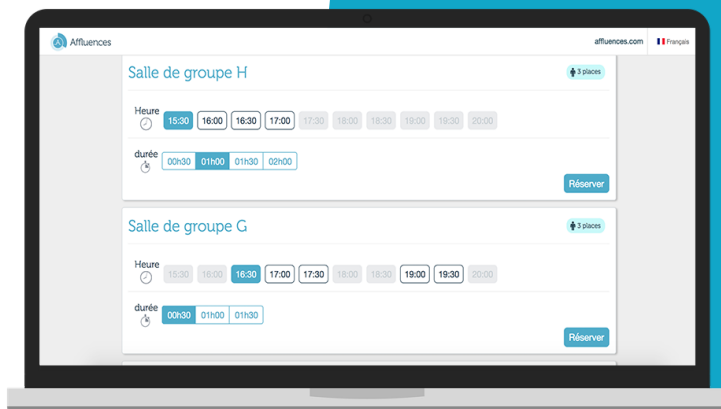 Affluences
affluences.com Français
Salle de groupe H
3 places
Heure
15:30 16:00 16:30 17:00 17:30 18:00 18:30 19:00 19:30 20:00
durée
00h30 01h00 01h30 02h00
Réserver
Salle de groupe G
3 places
Heure
15:30 16:00 16:30 17:00 17:30 18:00 18:30 19:00 19:30 20:00
durée
00h30 01h00 01h30
Réserver